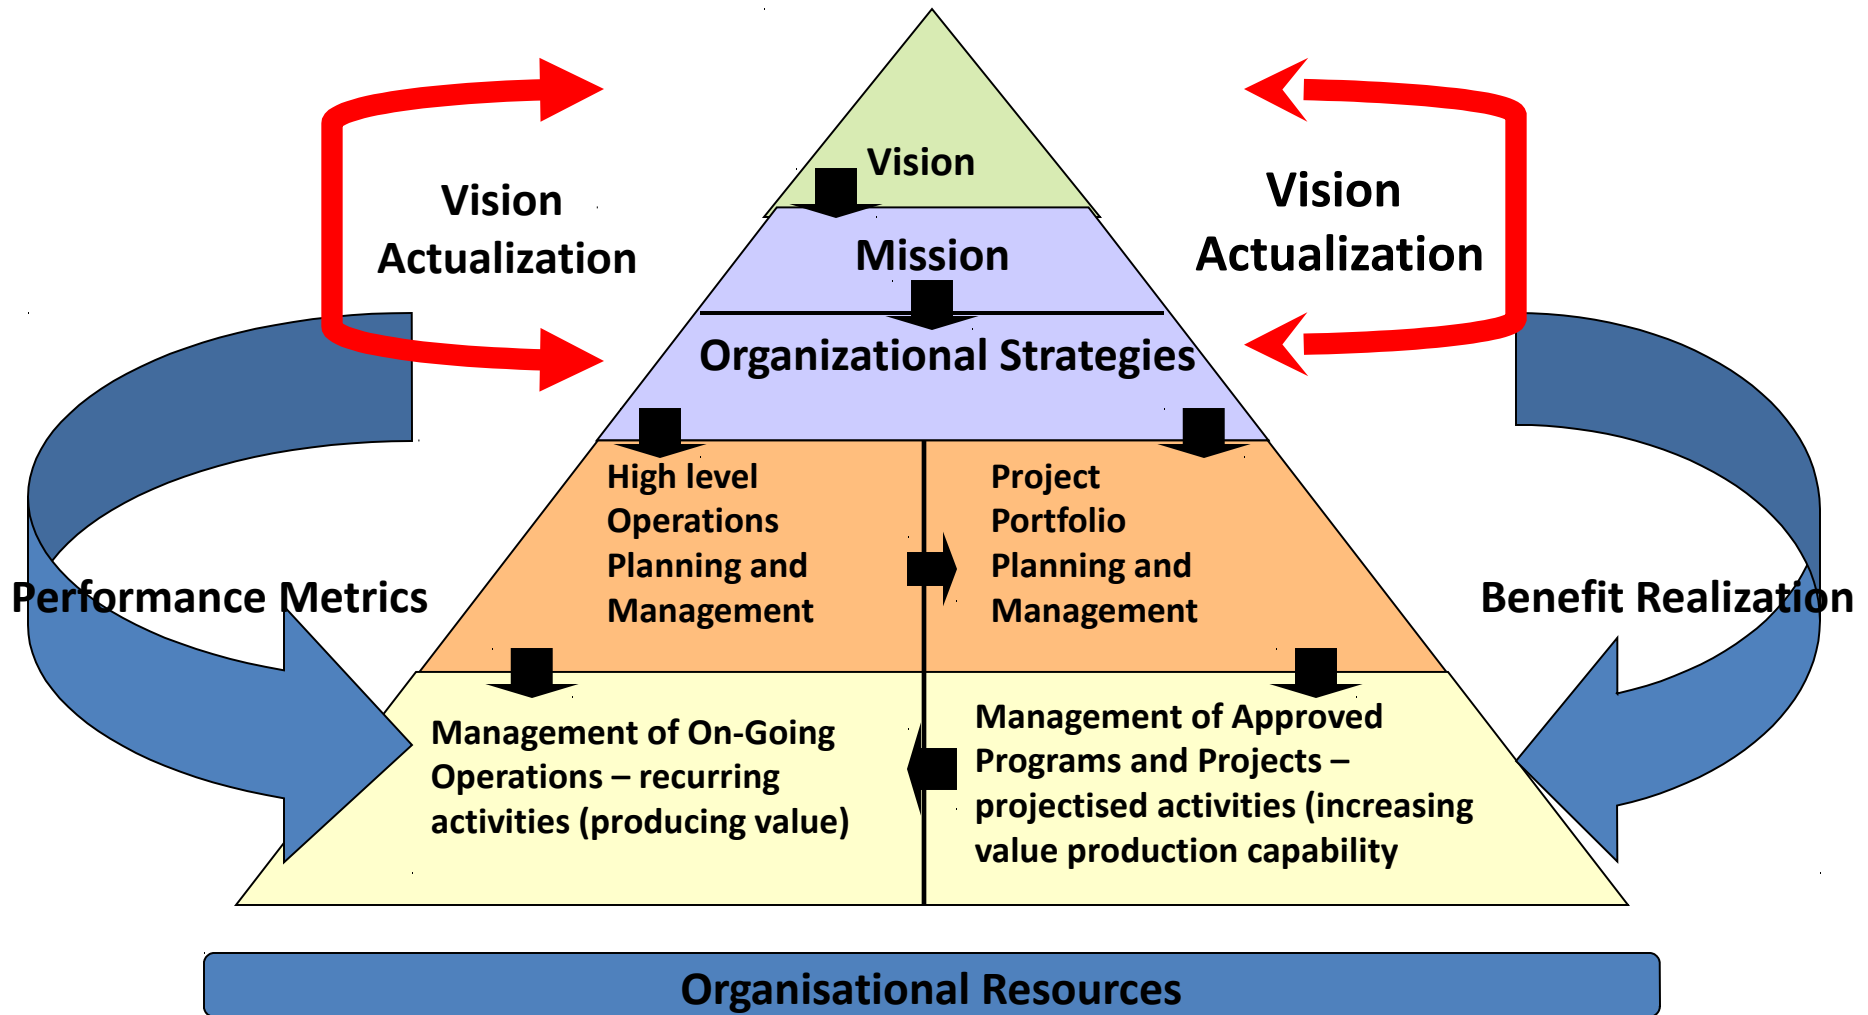 Vision
Vision
Actualization
Vision
Actualization
Mission
Organizational Strategies
High level
Operations
Planning and
Management
Project
Portfolio
Planning and
Management
Performance Metrics
Benefit Realization
Management of On-Going
Operations – recurring
activities (producing value)
Management of Approved
Programs and Projects –
projectised activities (increasing
value production capability
Organisational Resources